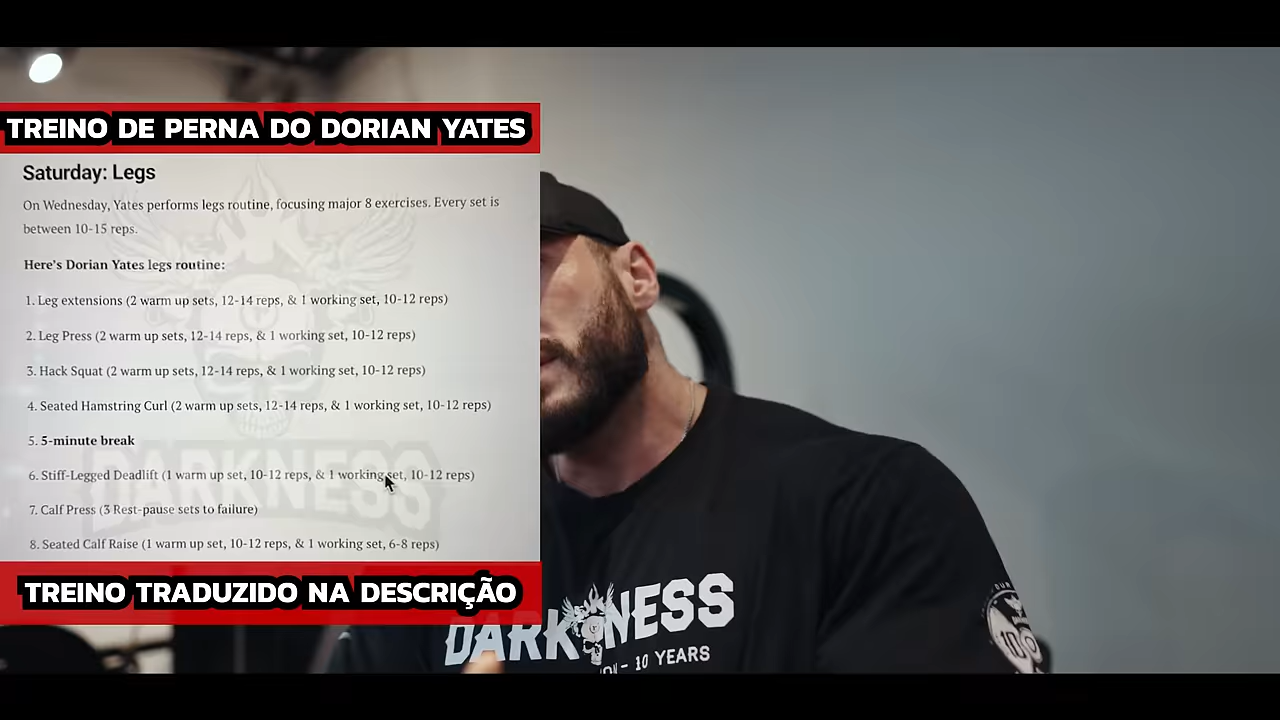 TREINO DE PERNA DO DORIAN YATES
Saturday: Legs
On Wednesday, Yates performs legs routine, focusing major 8 exercises. Every set is
between 10-15 reps.
Here's Dorian Yates legs routine:
1. Leg extensions (2 warm up sets, 12-14 reps, & 1 working set, 10-12 reps)
2. Leg Press (2 warm up sets, 12-14 reps, & 1 working set, 10-12 reps)
3. Hack Squat (2 warm up sets, 12-14 reps, & 1 working set, 10-12 reps)
4. Seated Hamstring Curl (2 warm up sets, 12-14 reps, & 1 working set, 10-12 reps)
5. 5-minute break
6. Stiff-Legged Deadlift (1 warm up set, 10-12 reps, & 1 working set, 10-12 reps)
7. Calf Press (3 Rest-pause sets to failure)
8. Seated Calf Raise (1 warm up set, 10-12 reps, & 1 working set, 6-8 reps)
DARKNESS
TREINO TRADUZIDO NA DESCRIÇÃO
DARKNESS
- 10 YEARS